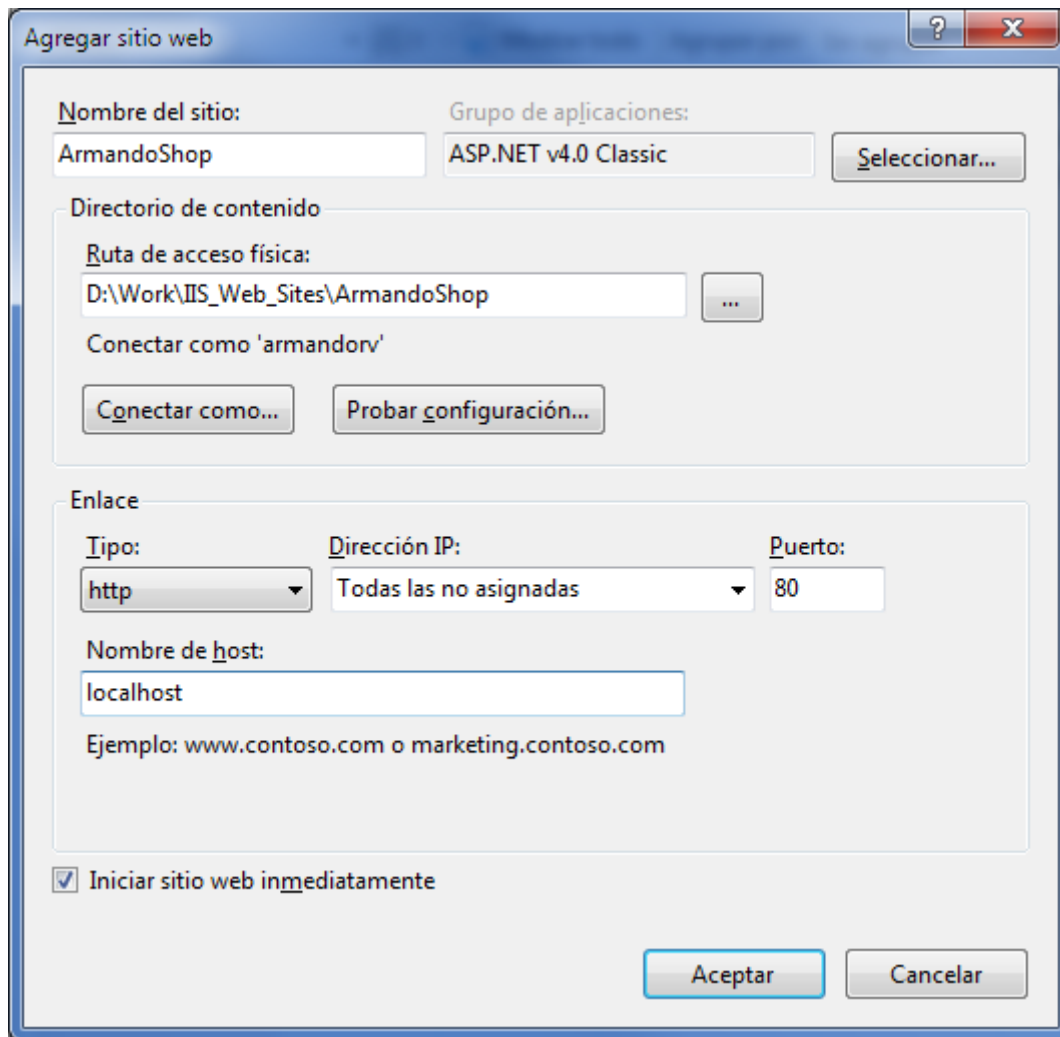 Agregar sitio web
Nombre del sitio:
Grupo de aplicaciones:
ArmandoShop
ASP.NET v4.0 Classic
Seleccionar...
Directorio de contenido
Ruta de acceso física:
D:\Work\IIS_Web_Sites\ArmandoShop
...
Conectar como 'armandorv'
Conectar como...
Probar configuración...
Enlace
Tipo:
Dirección IP:
Puerto:
http
Todas las no asignadas
80
Nombre de host:
localhost
Ejemplo: www.contoso.com o marketing.contoso.com
Iniciar sitio web inmediatamente
Aceptar
Cancelar